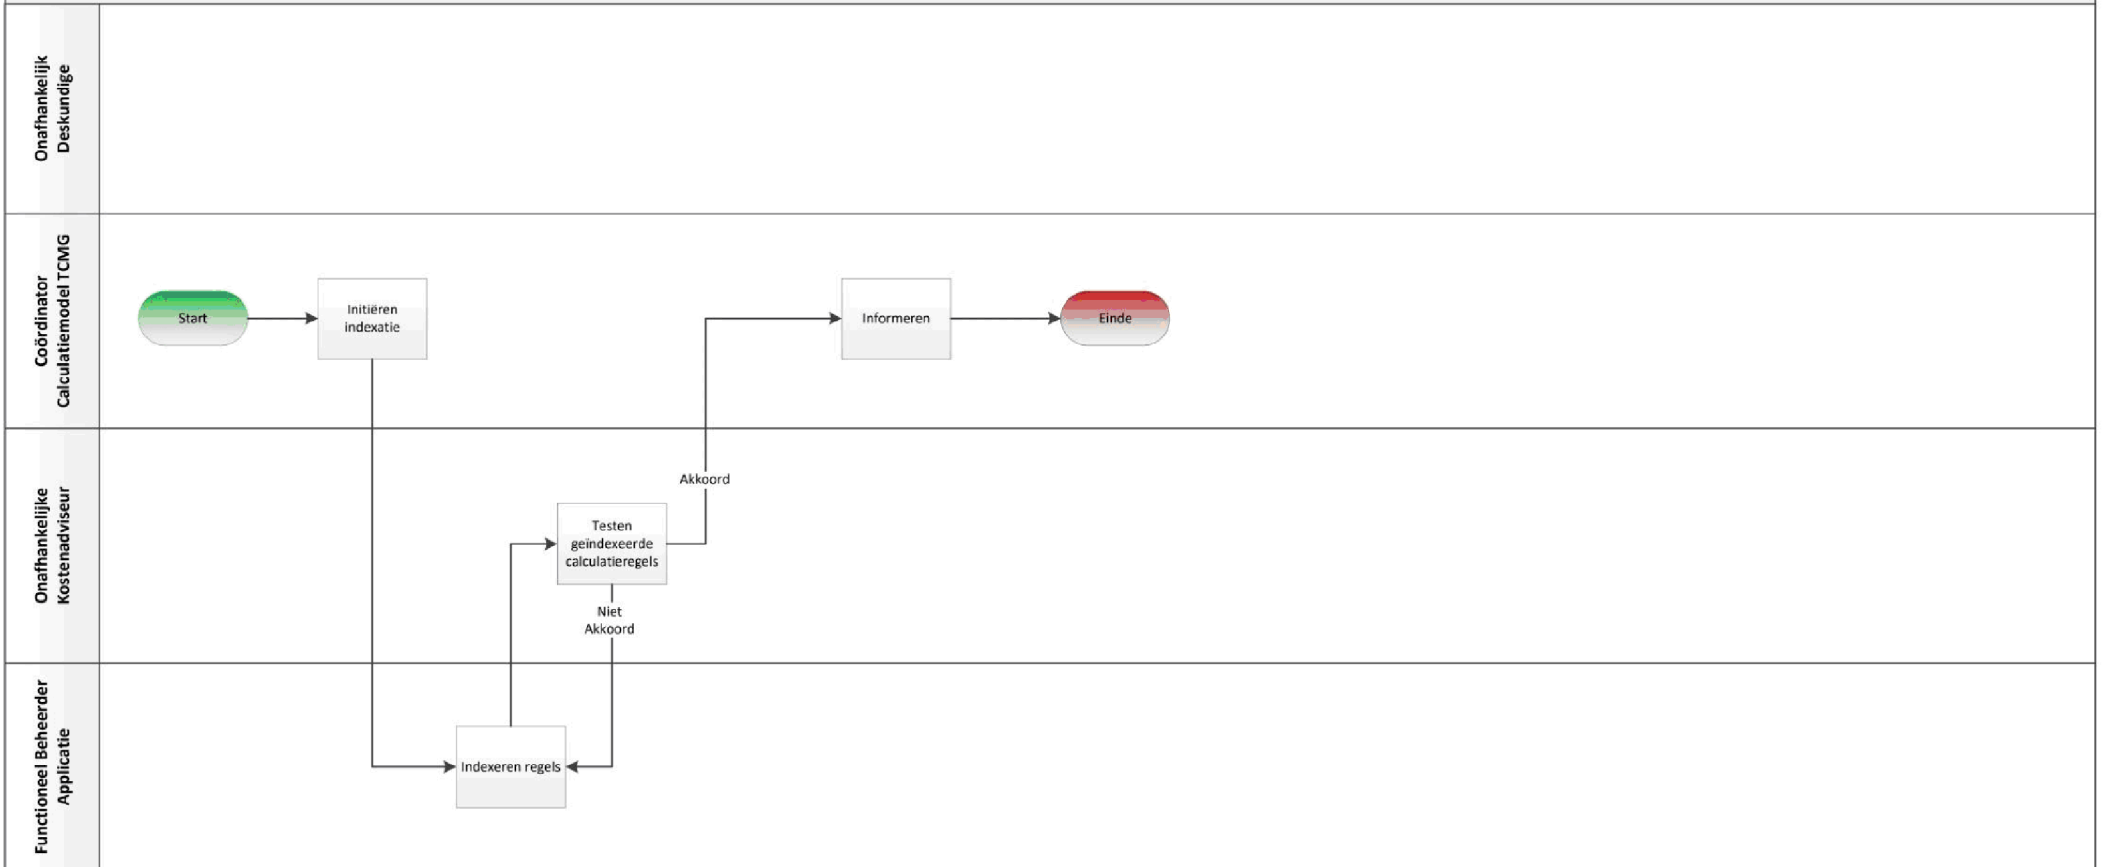 Onafhankelijk
Deskundige
Coördinator
Calculatiemodel TCMG
Start
Initiëren
indexatie
Informeren
Einde
Onafhankelijke
Kostenadviseur
Akkoord
Testen
geïndexeerde
calculatieregels
Niet
Akkoord
Functioneel Beheerder
Applicatie
Indexeren regels